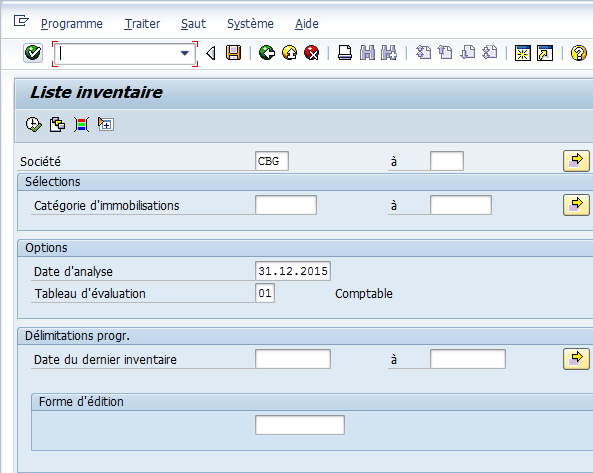 Programme Traiter Saut Système Aide
Liste inventaire
Société CBG à
Sélections
Catégorie d'immobilisations à
Options
Date d'analyse 31.12.2015
Tableau d'évaluation 01 Comptable
Délimitations progr.
Date du dernier inventaire à
Forme d'édition